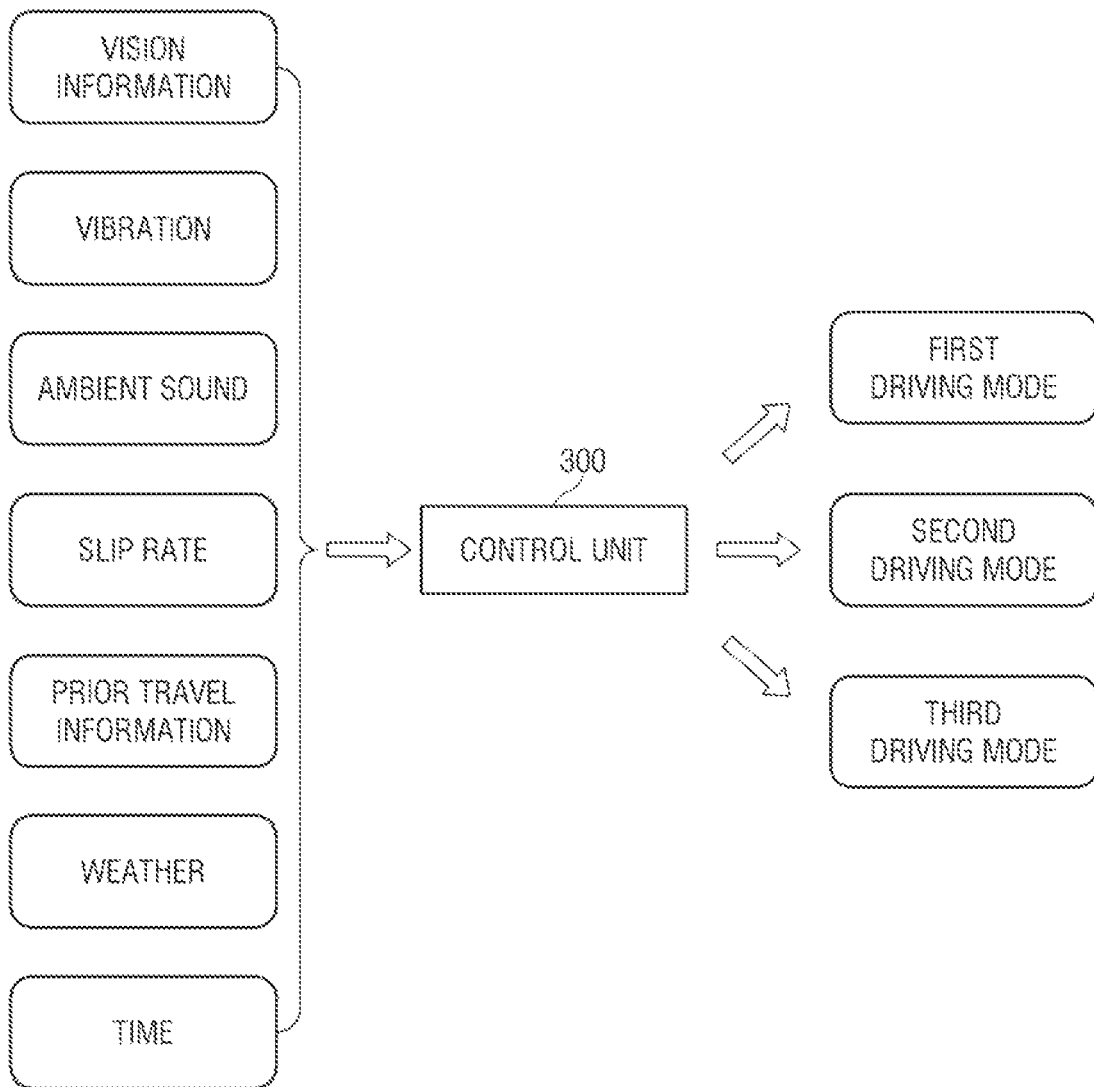 VISION
INFORMATION
VIBRATION
AMBIENT SOUND
SLIP RATE
PRIOR TRAVEL
INFORMATION
WEATHER
TIME
300
CONTROL UNIT
FIRST
DRIVING MODE
SECOND
DRIVING MODE
THIRD
DRIVING MODE